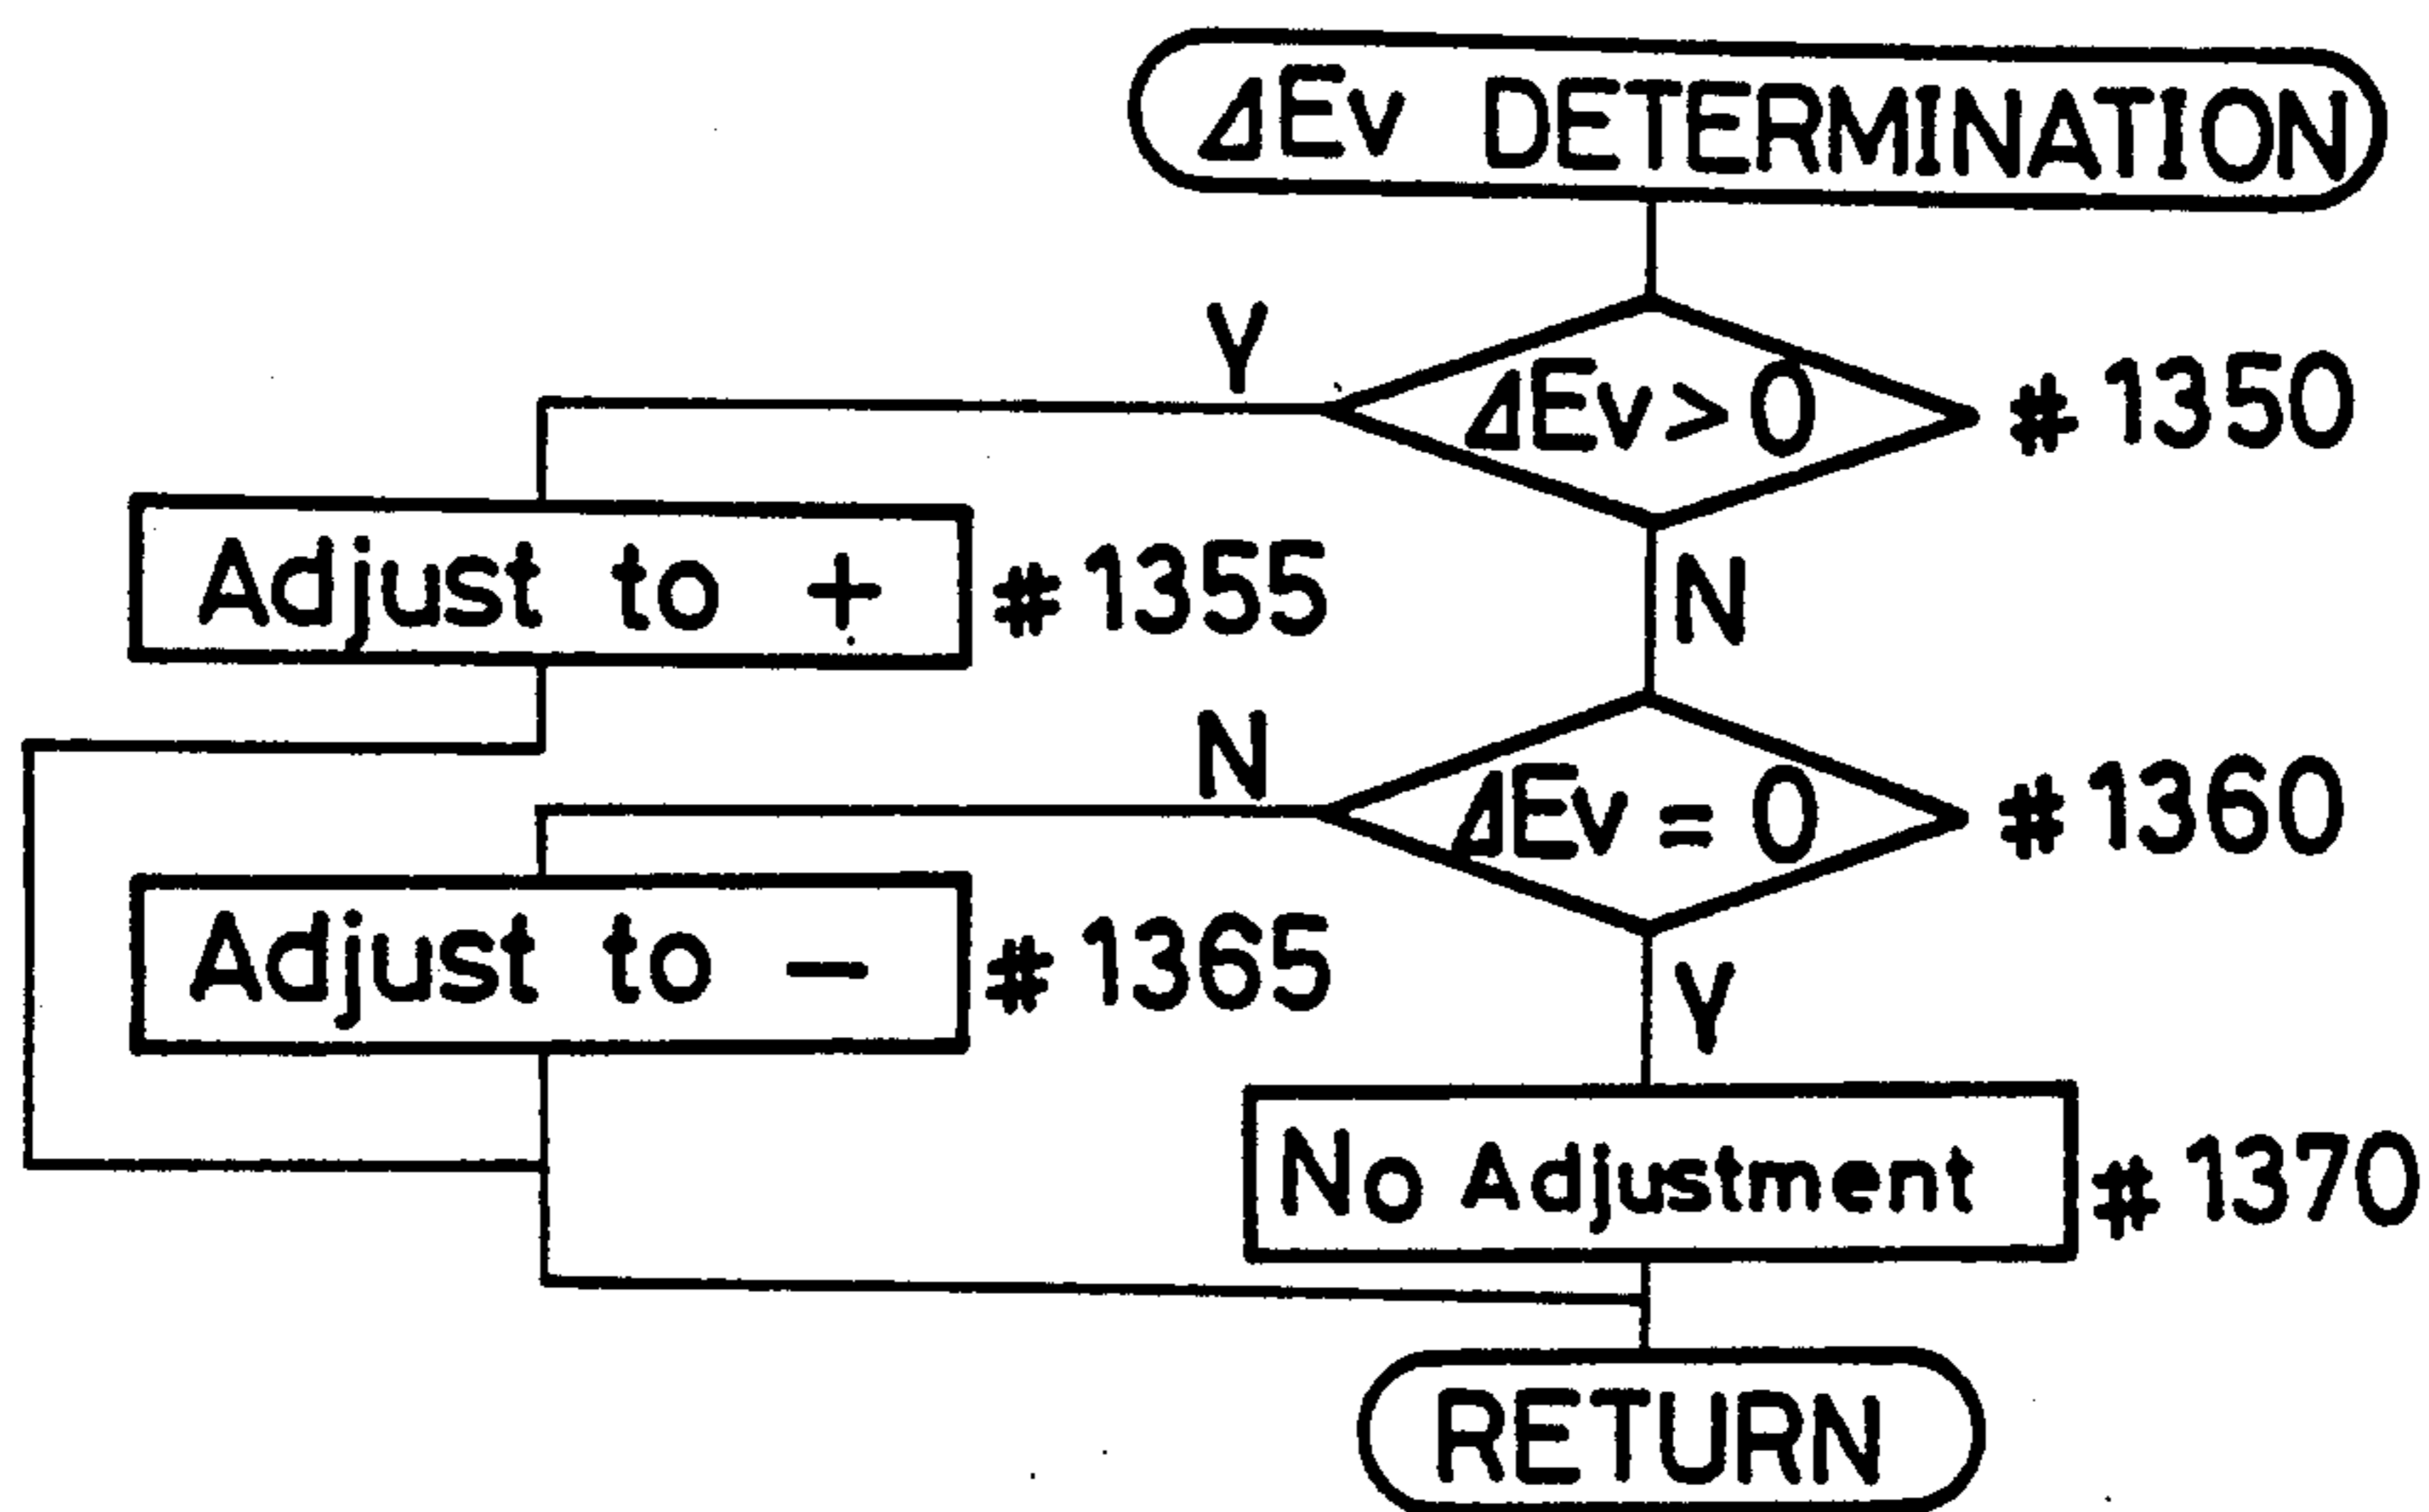 ΔEv DETERMINATION
Y
ΔEv>0 #1350
Adjust to + #1355
N
N
ΔEv=0 #1360
Adjust to - #1365
Y
No Adjustment #1370
RETURN